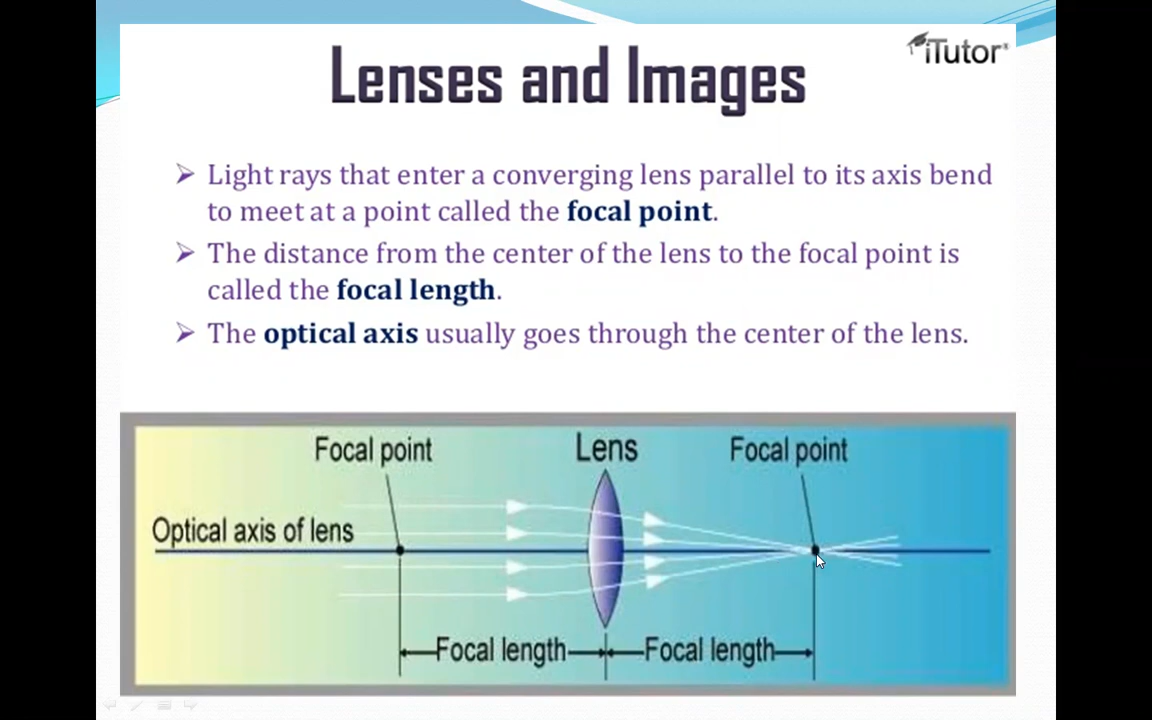 iTutor
Lenses and Images
➢ Light rays that enter a converging lens parallel to its axis bend
to meet at a point called the focal point.
➢ The distance from the center of the lens to the focal point is
called the focal length.
➢ The optical axis usually goes through the center of the lens.
Focal point
Lens
Focal point
Optical axis of lens
Focal length
Focal length